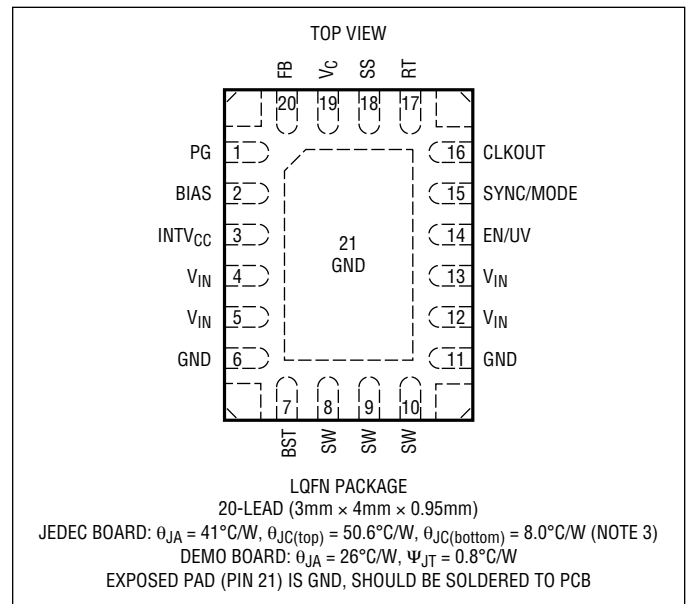 TOP VIEW
FB VC SS RT
20 19 18 17
PG 1 16 CLKOUT
BIAS 2 15 SYNC/MODE
INTVCC 3 14 EN/UV
21
GND
VIN 4 13 VIN
VIN 5 12 VIN
GND 6 11 GND
7 8 9 10
BST SW SW SW
LQFN PACKAGE
20-LEAD (3mm × 4mm × 0.95mm)
JEDEC BOARD: θJA = 41°C/W, θJC(top) = 50.6°C/W, θJC(bottom) = 8.0°C/W (NOTE 3)
DEMO BOARD: θJA = 26°C/W, ΨJT = 0.8°C/W
EXPOSED PAD (PIN 21) IS GND, SHOULD BE SOLDERED TO PCB